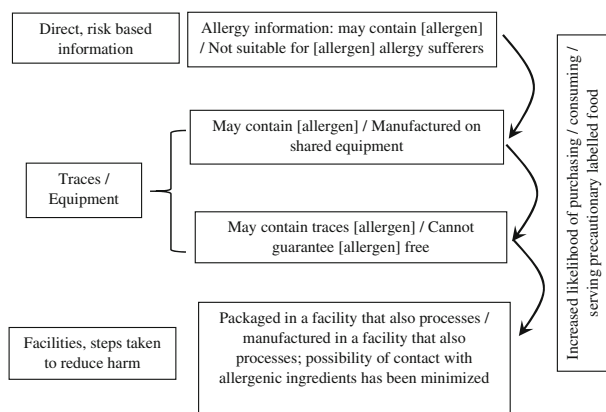 Direct, risk based
information
Allergy information: may contain [allergen]
/ Not suitable for [allergen] allergy sufferers
Traces /
Equipment
May contain [allergen] / Manufactured on
shared equipment
May contain traces [allergen] / Cannot
guarantee [allergen] free
Facilities, steps taken
to reduce harm
Packaged in a facility that also processes /
manufactured in a facility that also
processes; possibility of contact with
allergenic ingredients has been minimized
Increased likelihood of purchasing / consuming /
serving precautionary labelled food